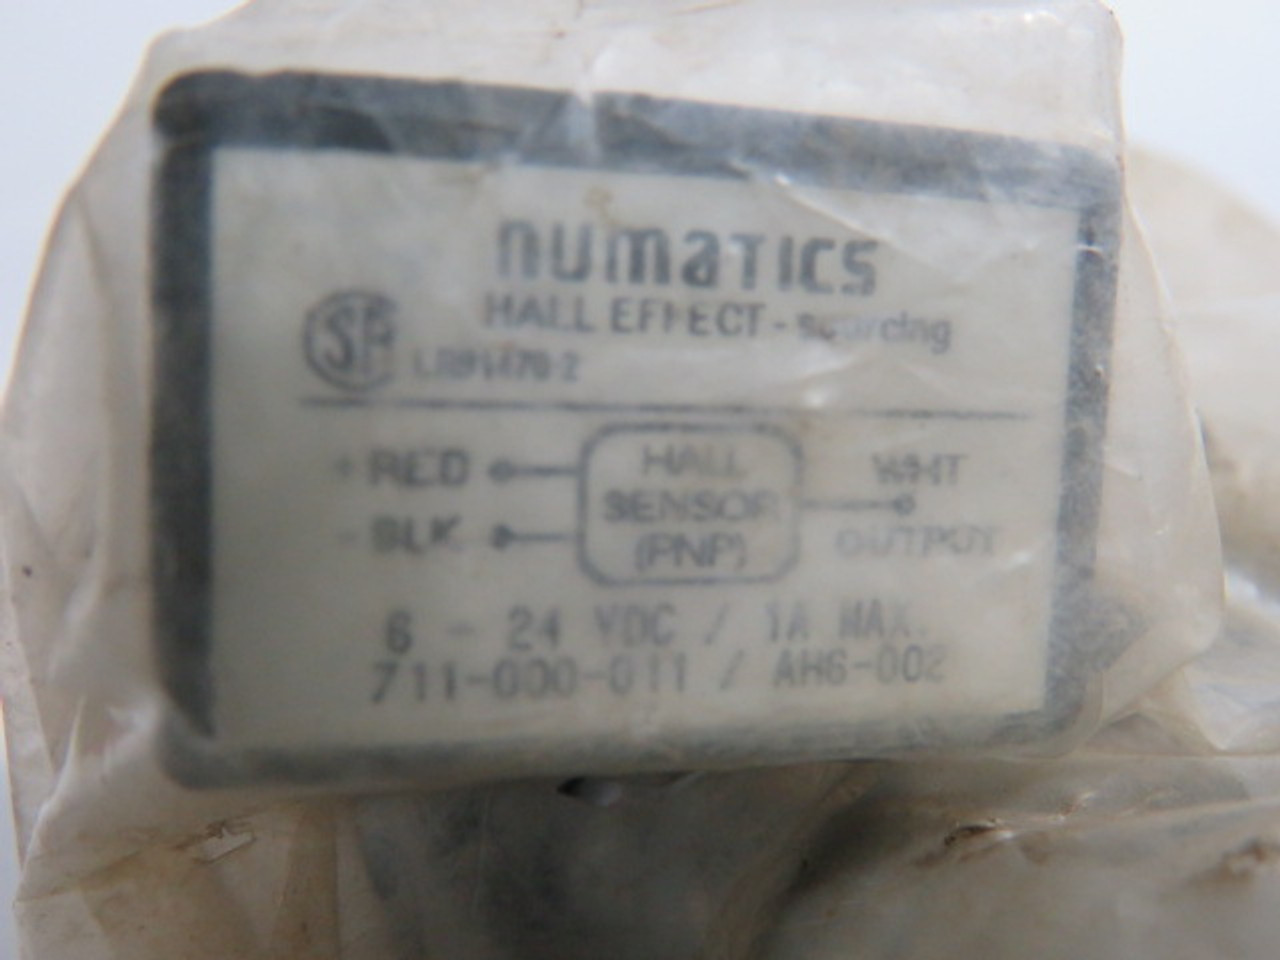 numatics
HALL EFFECT - sourcing
+ RED
HALL SENSOR (PNP)
WHT
- BLK
OUTPUT
6 - 24 VDC / 1A MAX.
711-000-011 / AH6-002